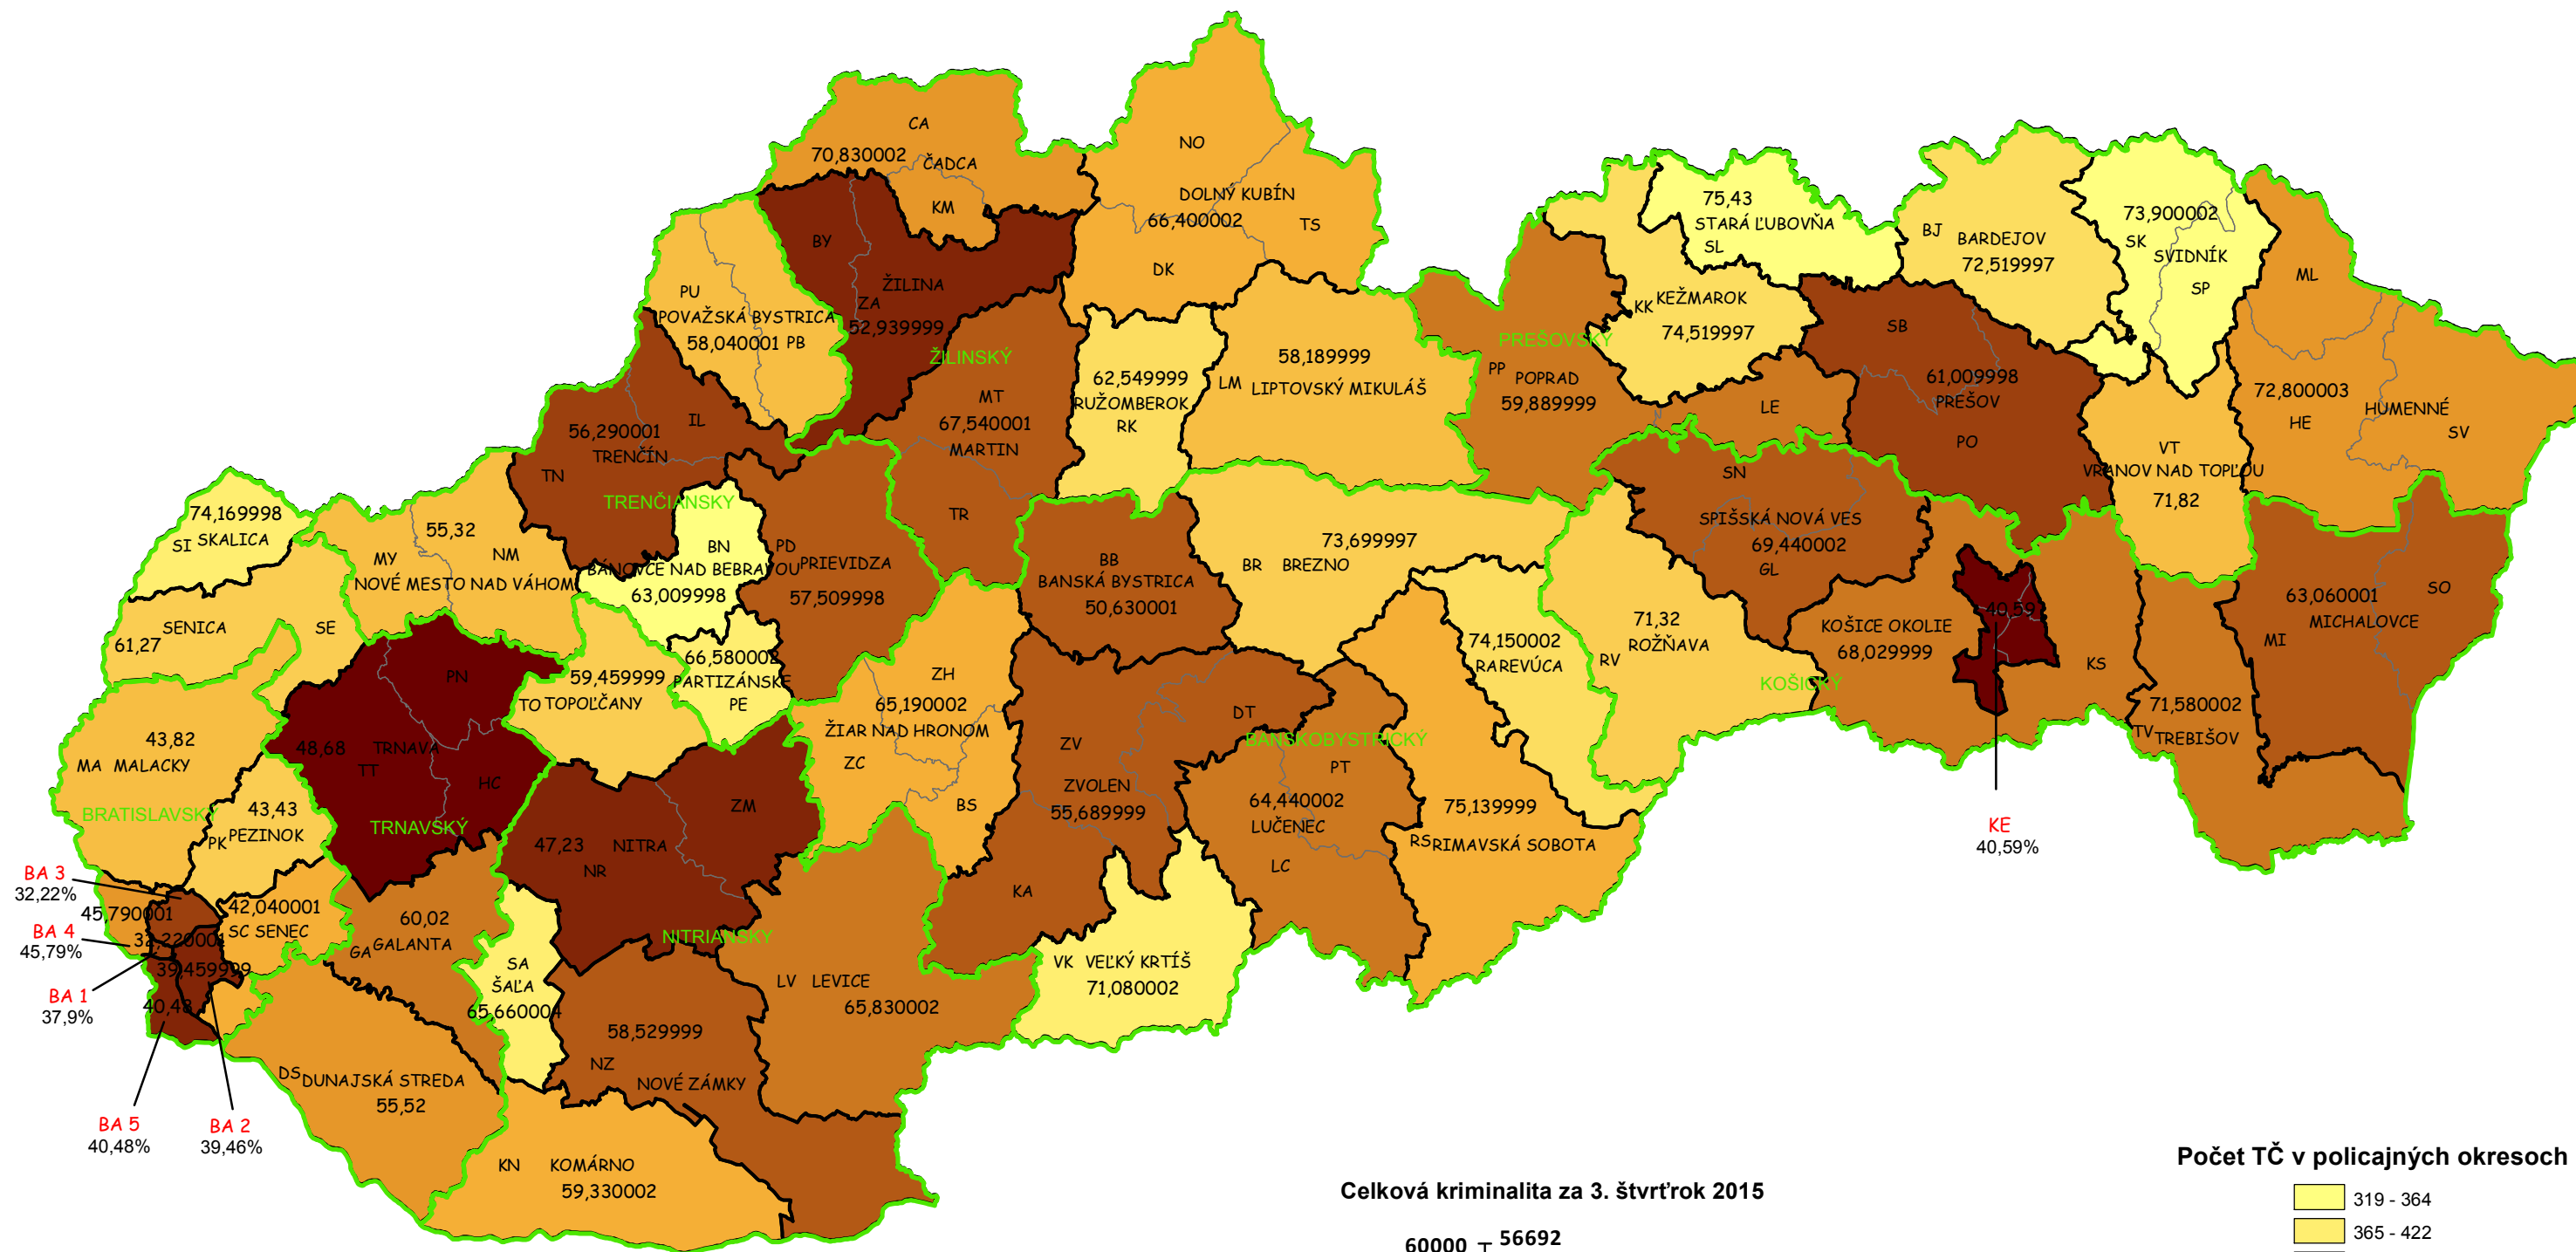 CA
70,830002
ČADCA
KM
NO
DOLNÝ KUBÍN
66,400002
TS
DK
BY
ŽILINA
ZA
52,939999
ŽILINSKÝ
PU
POVAŽSKÁ BYSTRICA
58,040001 PB
MT
67,540001
MARTIN
TR
62,549999
RUŽOMBEROK
RK
58,189999
LM LIPTOVSKÝ MIKULÁŠ
75,43
STARÁ ĽUBOVŇA
SL
BJ
BARDEJOV
72,519997
73,900002
SK
SVIDNÍK
SP
ML
KK
KEŽMAROK
74,519997
PREŠOVSKÝ
PP POPRAD
59,889999
LE
SB
61,009998
PREŠOV
PO
72,800003
HUMENNÉ
HE
SV
VT
VRANOV NAD TOPĽOU
71,82
56,290001
TRENČÍN
IL
TN
TRENČIANSKY
74,169998
SI SKALICA
55,32
MY
NM
NOVÉ MESTO NAD VÁHOM
BN
BÁNOVCE NAD BEBRAVOU
63,009998
PD
PRIEVIDZA
57,509998
BB
BANSKÁ BYSTRICA
50,630001
73,699997
BR BREZNO
SN
SPIŠSKÁ NOVÁ VES
69,440002
GL
40,59
63,060001
MICHALOVCE
MI
SO
SENICA
SE
61,27
PN
59,459999
TO TOPOĽČANY
66,580002
PARTIZÁNSKE
PE
ZH
65,190002
ŽIAR NAD HRONOM
ZC
BS
74,150002
RAREVÚCA
71,32
ROŽŇAVA
RV
KOŠICE OKOLIE
68,029999
KS
KOŠICKÝ
71,580002
TV TREBIŠOV
43,82
MA MALACKY
BRATISLAVSKÝ
48,68 TRNAVA
TT
HC
TRNAVSKÝ
43,43
PK PEZINOK
ZM
47,23 NITRA
NR
NITRIANSKY
DT
ZV
ZVOLEN
55,689999
KA
BANSKOBYSTRICKÝ
PT
64,440002
LUČENEC
LC
75,139999
RS RIMAVSKÁ SOBOTA
KE
40,59%
BA 3
32,22%
45,790001
42,040001
SC SENEC
BA 4
45,79%
32,220001
39,459999
40,48
BA 1
37,9%
BA 5
40,48%
BA 2
39,46%
60,02
GA GALANTA
SA
ŠAĽA
65,660004
LV LEVICE
65,830002
VK VEĽKÝ KRTÍŠ
71,080002
58,529999
NZ
NOVÉ ZÁMKY
DS DUNAJSKÁ STREDA
55,52
KN KOMÁRNO
59,330002
Celková kriminalita za 3. štvrťrok 2015
60000 56692
Počet TČ v policajných okresoch
319 - 364
365 - 422